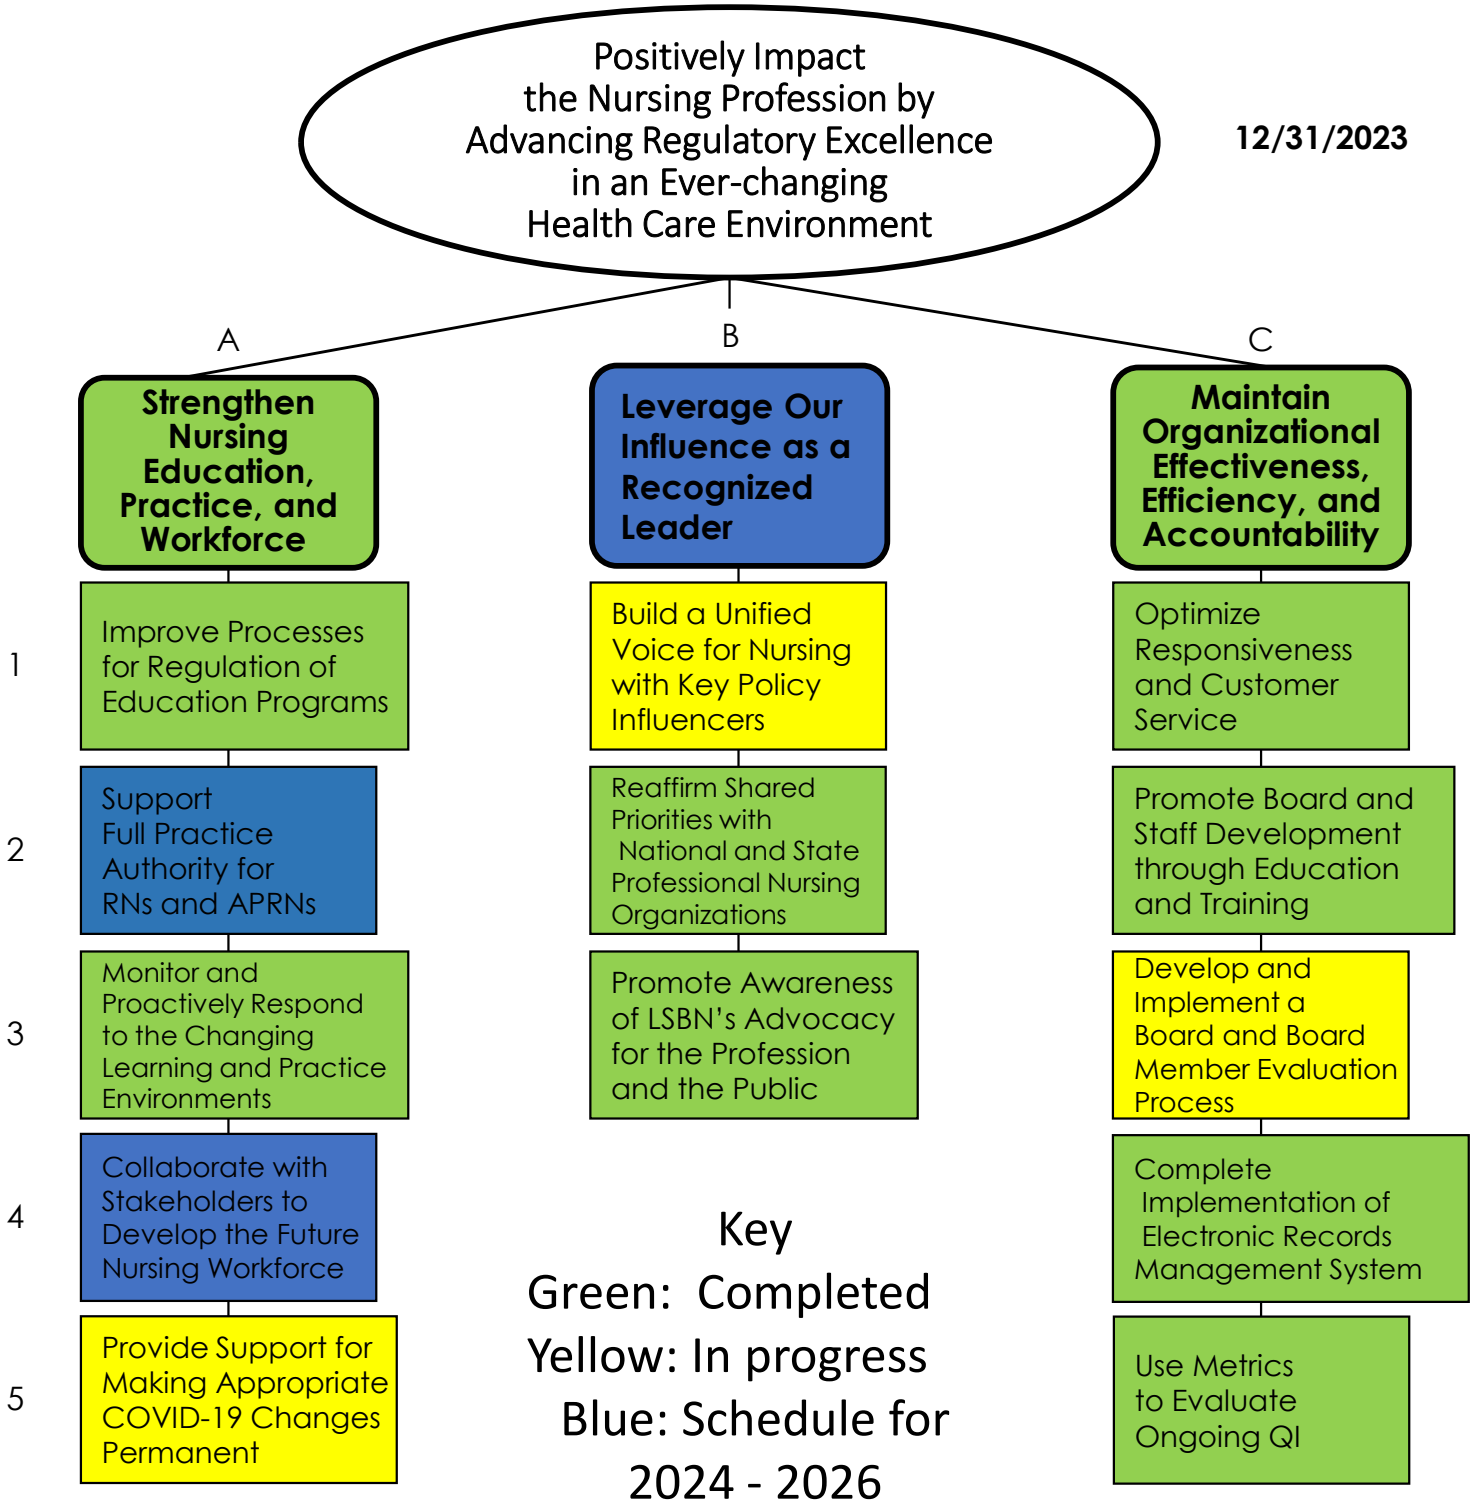 Positively Impact
the Nursing Profession by
Advancing Regulatory Excellence
in an Ever-changing
Health Care Environment
12/31/2023
A
B
C
Strengthen
Nursing
Education,
Practice, and
Workforce
Leverage Our
Influence as a
Recognized
Leader
Maintain
Organizational
Effectiveness,
Efficiency, and
Accountability
1
Improve Processes
for Regulation of
Education Programs
Build a Unified
Voice for Nursing
with Key Policy
Influencers
Optimize
Responsiveness
and Customer
Service
2
Support
Full Practice
Authority for
RNs and APRNs
Reaffirm Shared
Priorities with
National and State
Professional Nursing
Organizations
Promote Board and
Staff Development
through Education
and Training
3
Monitor and
Proactively Respond
to the Changing
Learning and Practice
Environments
Promote Awareness
of LSBN’s Advocacy
for the Profession
and the Public
Develop and
Implement a
Board and Board
Member Evaluation
Process
4
Collaborate with
Stakeholders to
Develop the Future
Nursing Workforce
Complete
Implementation of
Electronic Records
Management System
5
Provide Support for
Making Appropriate
COVID-19 Changes
Permanent
Use Metrics
to Evaluate
Ongoing QI
Key
Green: Completed
Yellow: In progress
Blue: Schedule for
2024 - 2026